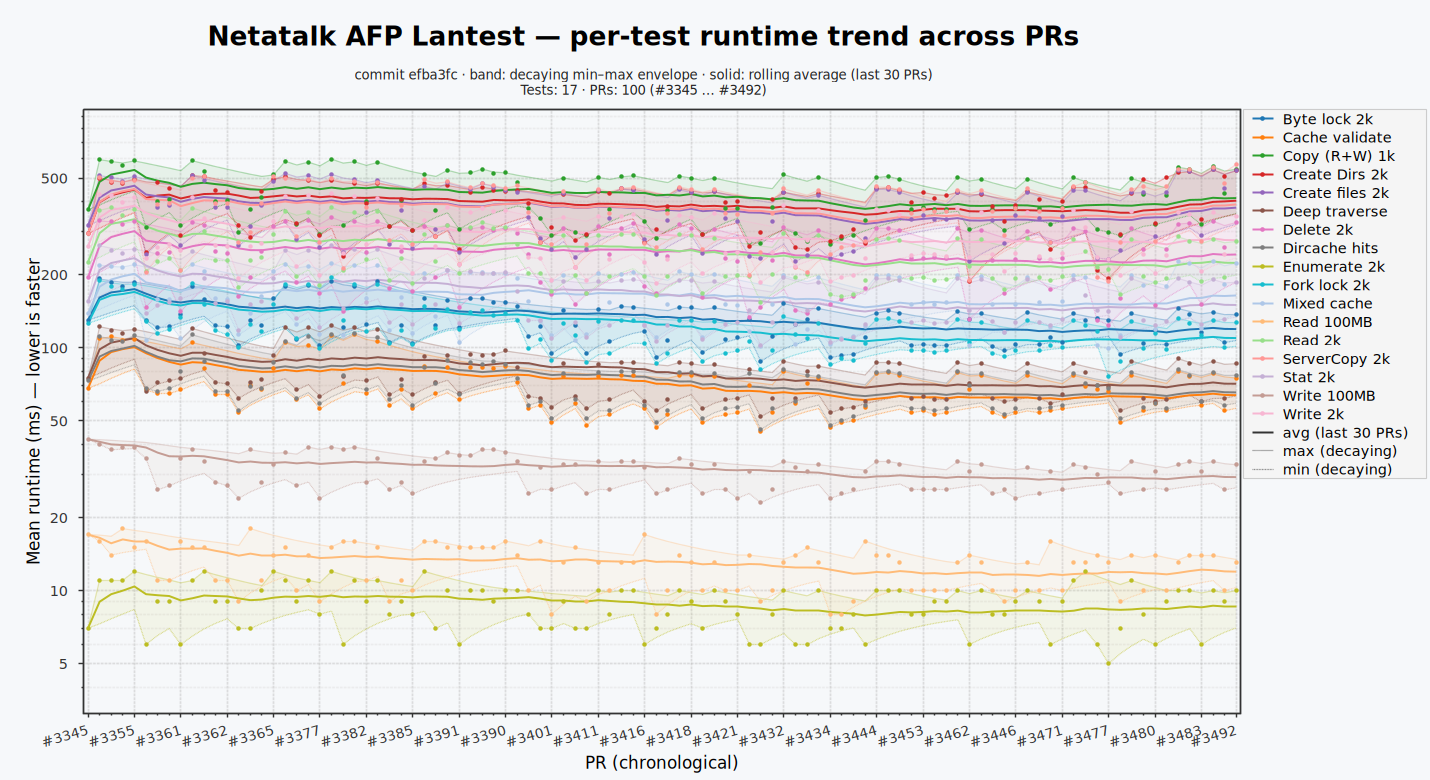 Netatalk AFP Lantest — per-test runtime trend across PRs
commit efba3fc · band: decaying min–max envelope · solid: rolling average (last 30 PRs)
Tests: 17 · PRs: 100 (#3345 … #3492)
Mean runtime (ms) — lower is faster
500
200
100
50
20
10
5
#3345
#3355
#3361
#3362
#3365
#3377
#3382
#3385
#3391
#3390
#3401
#3411
#3416
#3418
#3421
#3432
#3434
#3444
#3453
#3462
#3446
#3471
#3477
#3480
#3483
#3492
PR (chronological)
Byte lock 2k
Cache validate
Copy (R+W) 1k
Create Dirs 2k
Create files 2k
Deep traverse
Delete 2k
Dircache hits
Enumerate 2k
Fork lock 2k
Mixed cache
Read 100MB
Read 2k
ServerCopy 2k
Stat 2k
Write 100MB
Write 2k
avg (last 30 PRs)
max (decaying)
min (decaying)